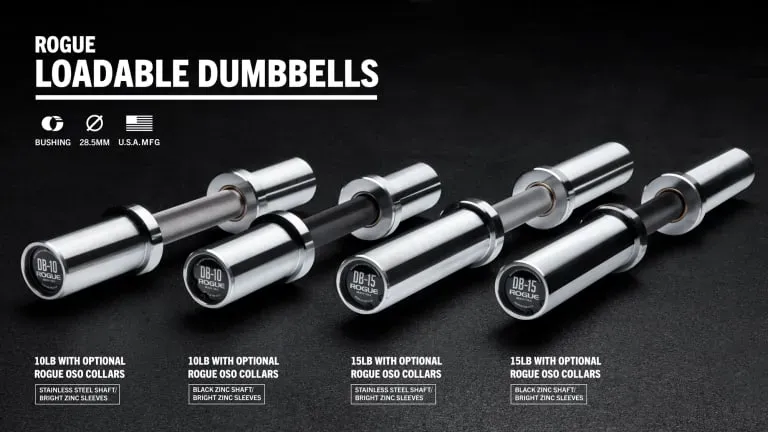 ROGUE
LOADABLE DUMBBELLS
BUSHING 28.5MM U.S.A. MFG
DB-10
ROGUE
DB-10
ROGUE
DB-15
ROGUE
DB-15
ROGUE
10LB WITH OPTIONAL
ROGUE OSO COLLARS
STAINLESS STEEL SHAFT/
BRIGHT ZINC SLEEVES
10LB WITH OPTIONAL
ROGUE OSO COLLARS
BLACK ZINC SHAFT/
BRIGHT ZINC SLEEVES
15LB WITH OPTIONAL
ROGUE OSO COLLARS
STAINLESS STEEL SHAFT/
BRIGHT ZINC SLEEVES
15LB WITH OPTIONAL
ROGUE OSO COLLARS
BLACK ZINC SHAFT/
BRIGHT ZINC SLEEVES